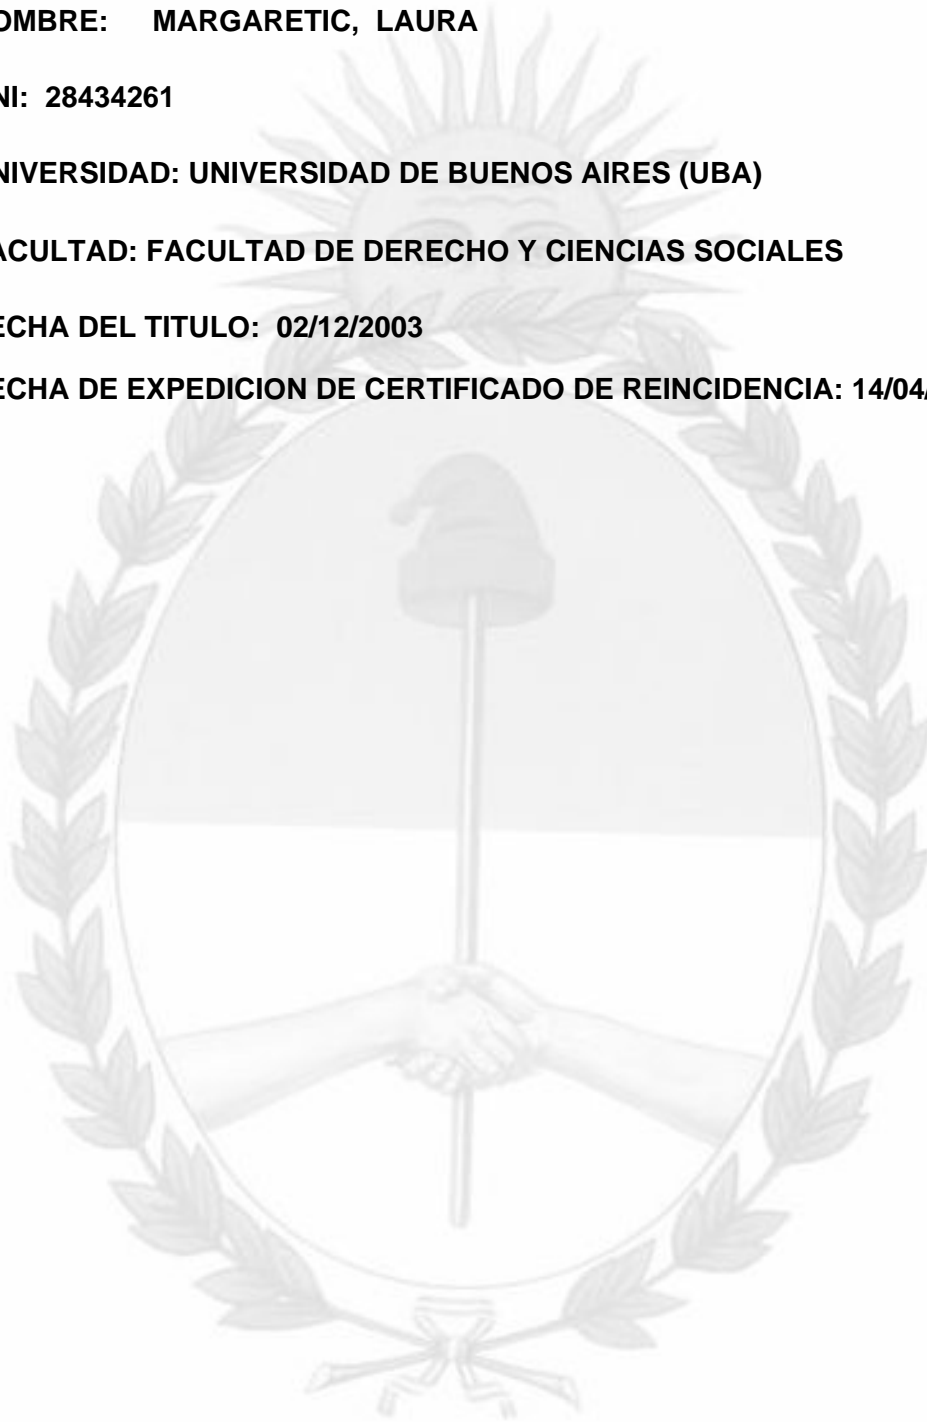 OMBRE: MARGARETIC, LAURA
NI: 28434261
NIVERSIDAD: UNIVERSIDAD DE BUENOS AIRES (UBA)
ACULTAD: FACULTAD DE DERECHO Y CIENCIAS SOCIALES
ECHA DEL TITULO: 02/12/2003
ECHA DE EXPEDICION DE CERTIFICADO DE REINCIDENCIA: 14/04/